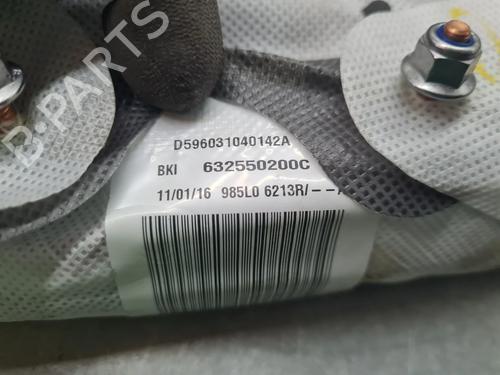 B-PARTS
D596031040142A
BKI 632550200C
11/01/16 985L0 6213R/--